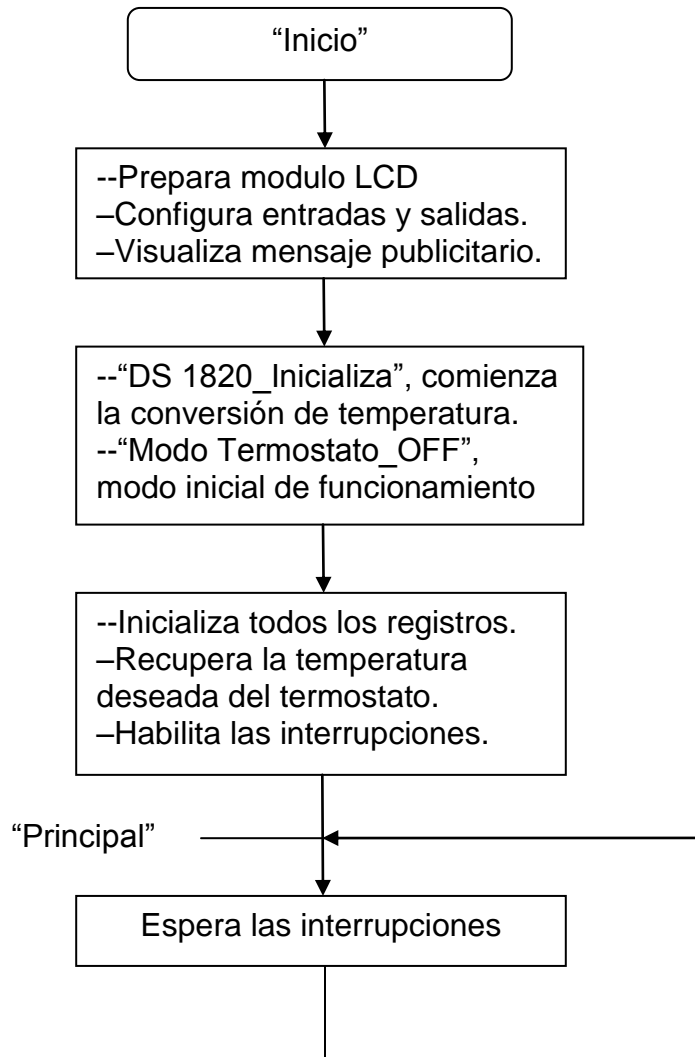 “Inicio”
--Prepara modulo LCD
–Configura entradas y salidas.
–Visualiza mensaje publicitario.
--“DS 1820_Inicializa”, comienza
la conversión de temperatura.
--“Modo Termostato_OFF”,
modo inicial de funcionamiento
--Inicializa todos los registros.
–Recupera la temperatura
deseada del termostato.
–Habilita las interrupciones.
“Principal”
Espera las interrupciones